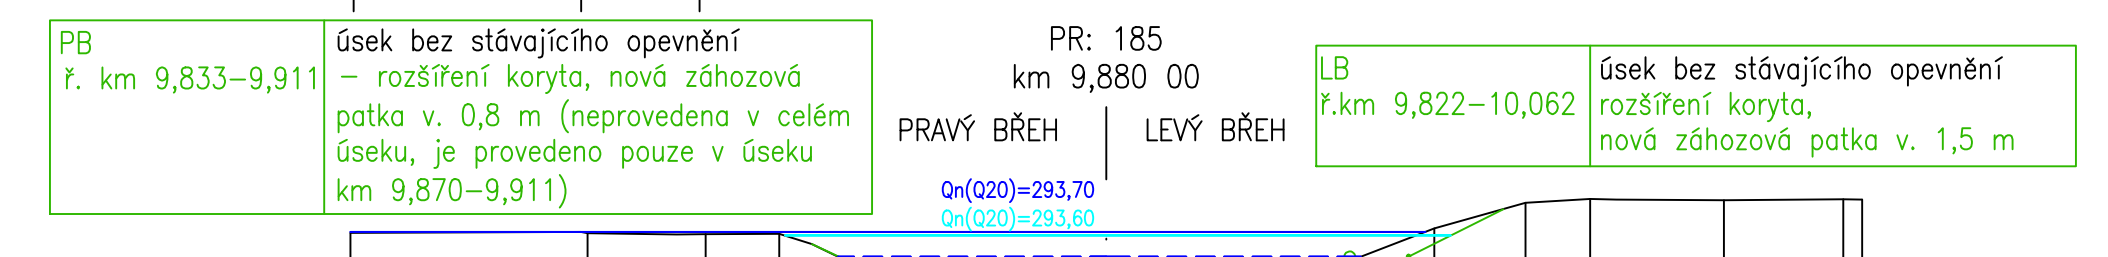 PB
ř. km 9,833-9,911
úsek bez stávajícího opevnění
- rozšíření koryta, nová záhozová
patka v. 0,8 m (neprovedena v celém
úseku, je provedeno pouze v úseku
km 9,870-9,911)
PR: 185
km 9,880 00
PRAVÝ BŘEH
LEVÝ BŘEH
Qn(Q20)=293,70
Qn(Q20)=293,60
LB
ř.km 9,822-10,062
úsek bez stávajícího opevnění
rozšíření koryta,
nová záhozová patka v. 1,5 m